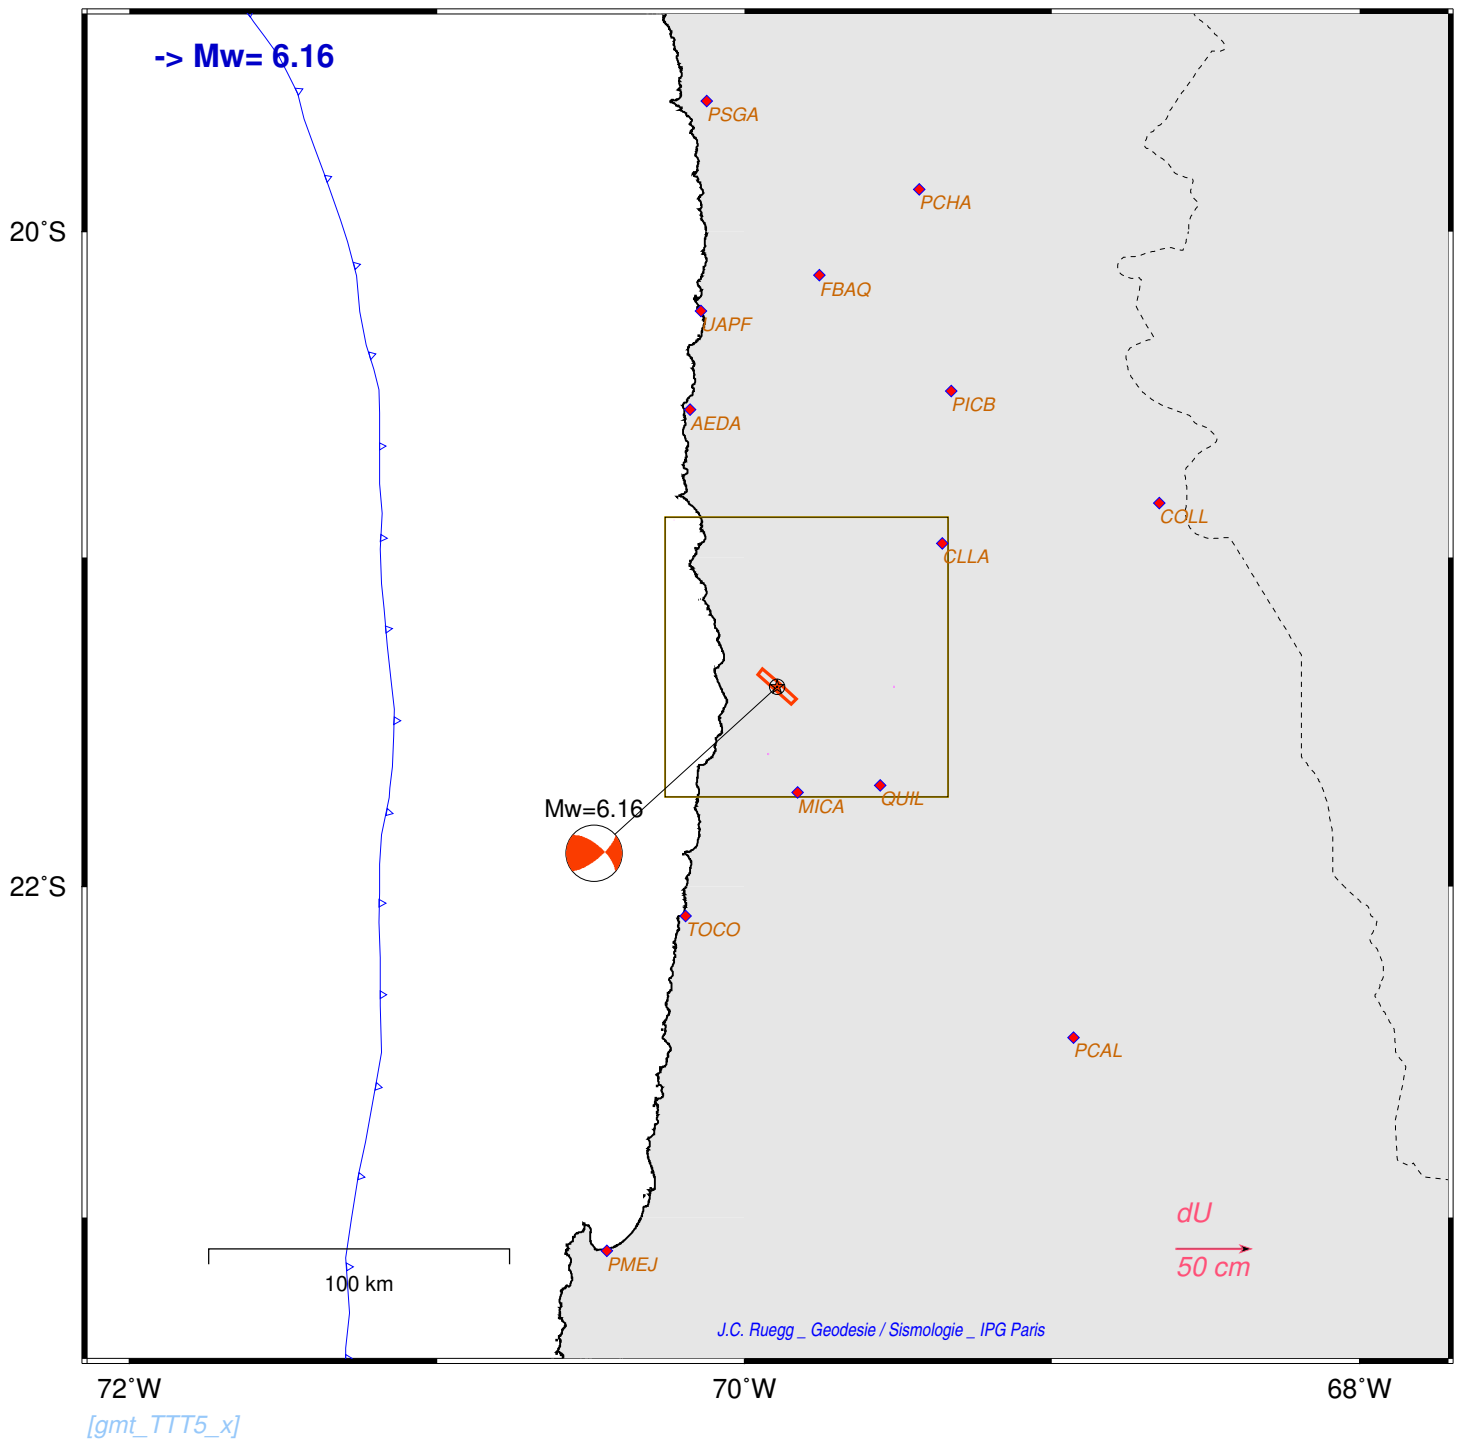 -> Mw= 6.16
PSGA
PCHA
20°S
FBAQ
UAPF
PICB
AEDA
COLL
CLLA
MICA
QUIL
Mw=6.16
22°S
TOCO
PCAL
dU
50 cm
PMEJ
100 km
J.C. Ruegg _ Geodesie / Sismologie _ IPG Paris
72°W
70°W
68°W
[gmt_TTT5_x]